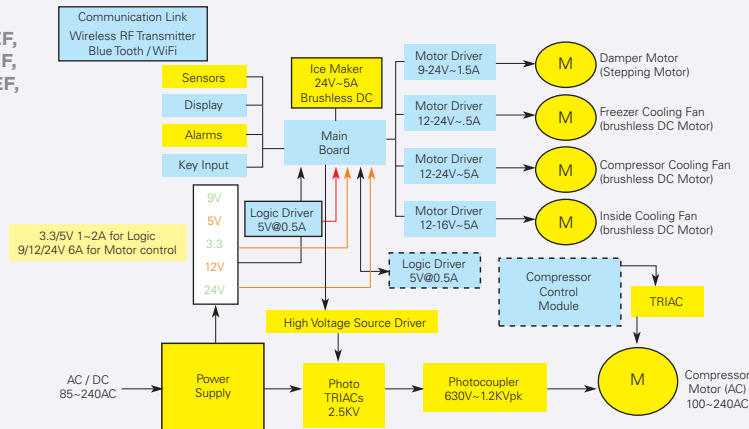 EF,
F,
EF,
Communication Link
Wireless RF Transmitter
Blue Tooth / WiFi
Sensors
Display
Alarms
Key Input
Ice Maker
24V~5A
Brushless DC
Main
Board
Motor Driver
9-24V~1.5A
M
Damper Motor
(Stepping Motor)
Motor Driver
12-24V~.5A
M
Freezer Cooling Fan
(brushless DC Motor)
Motor Driver
12-24V~5A
M
Compressor Cooling Fan
(brushless DC Motor)
Motor Driver
12-16V~5A
M
Inside Cooling Fan
(brushless DC Motor)
9V
5V
3.3
12V
24V
Logic Driver
5V@0.5A
3.3/5V 1~2A for Logic
9/12/24V 6A for Motor control
Logic Driver
5V@0.5A
Compressor
Control
Module
TRIAC
High Voltage Source Driver
AC / DC
85~240AC
Power
Supply
Photo
TRIACs
2.5KV
Photocoupler
630V~1.2KVpk
M
Compressor
Motor (AC)
100~240AC